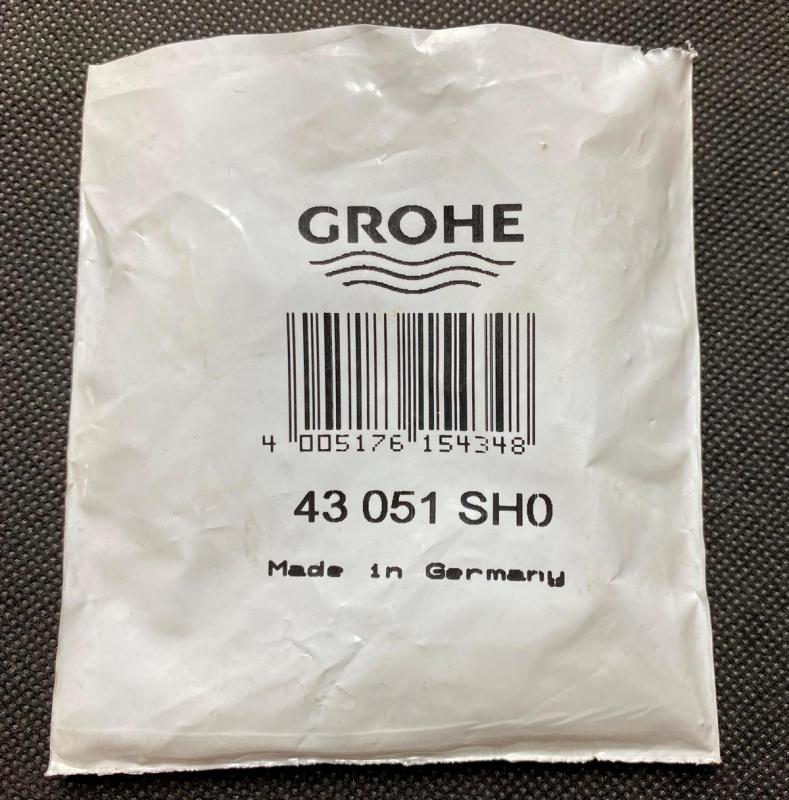 GROHE
4 005176 154348
43 051 SH0
Made in Germany